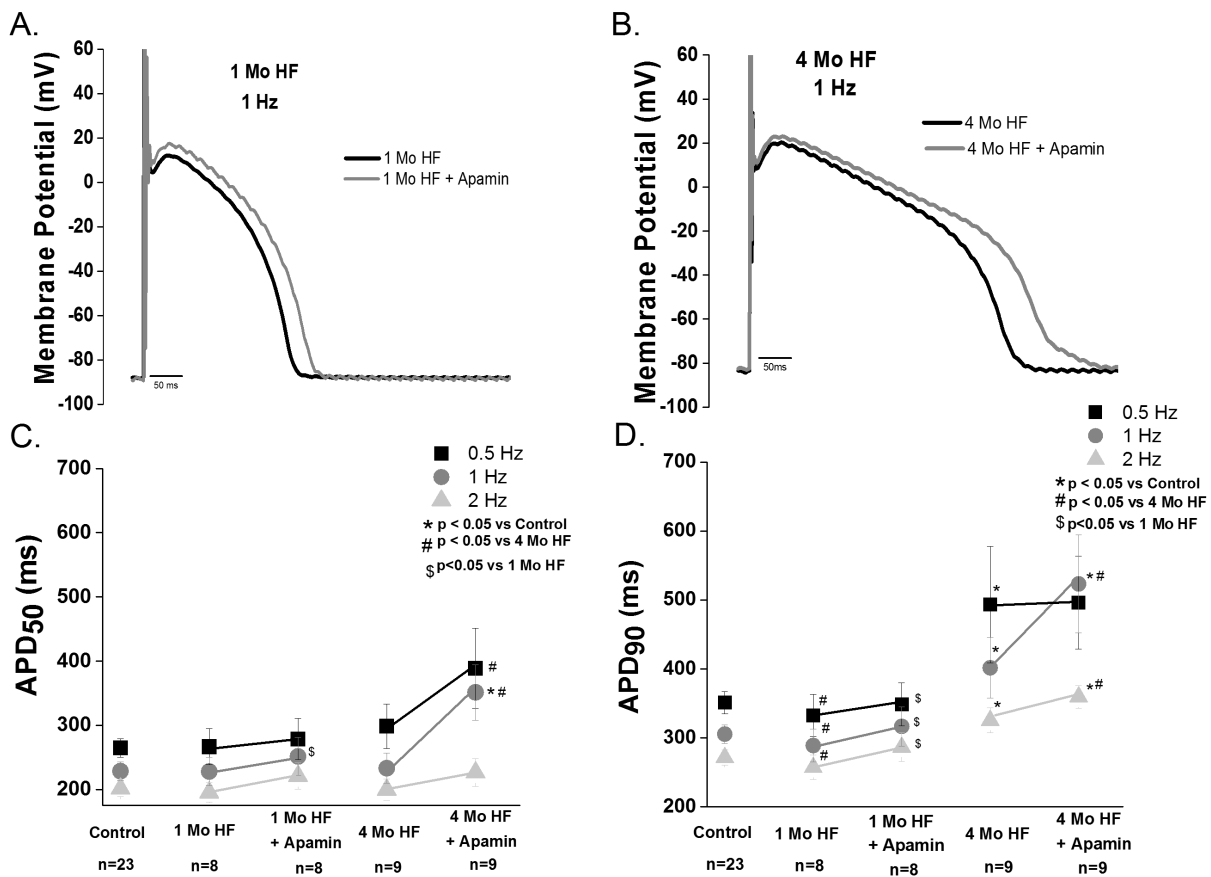 A.
60
40
20
0
-20
-40
-60
-80
-100
Membrane Potential (mV)
1 Mo HF
1 Hz
1 Mo HF
1 Mo HF + Apamin
50 ms
B.
60
40
20
0
-20
-40
-60
-80
-100
Membrane Potential (mV)
4 Mo HF
1 Hz
4 Mo HF
4 Mo HF + Apamin
50ms
C.
0.5 Hz
1 Hz
2 Hz
* p < 0.05 vs Control
# p < 0.05 vs 4 Mo HF
$ p<0.05 vs 1 Mo HF
700
600
500
400
300
200
APD50 (ms)
$
#
* #
Control
1 Mo HF
1 Mo HF
+ Apamin
4 Mo HF
4 Mo HF
+ Apamin
n=23
n=8
n=8
n=9
n=9
D.
0.5 Hz
1 Hz
2 Hz
* p < 0.05 vs Control
# p < 0.05 vs 4 Mo HF
$ p<0.05 vs 1 Mo HF
700
600
500
400
300
200
APD90 (ms)
#
#
#
$
$
$
*
*
*
* #
* #
Control
1 Mo HF
1 Mo HF
+ Apamin
4 Mo HF
4 Mo HF
+ Apamin
n=23
n=8
n=8
n=9
n=9